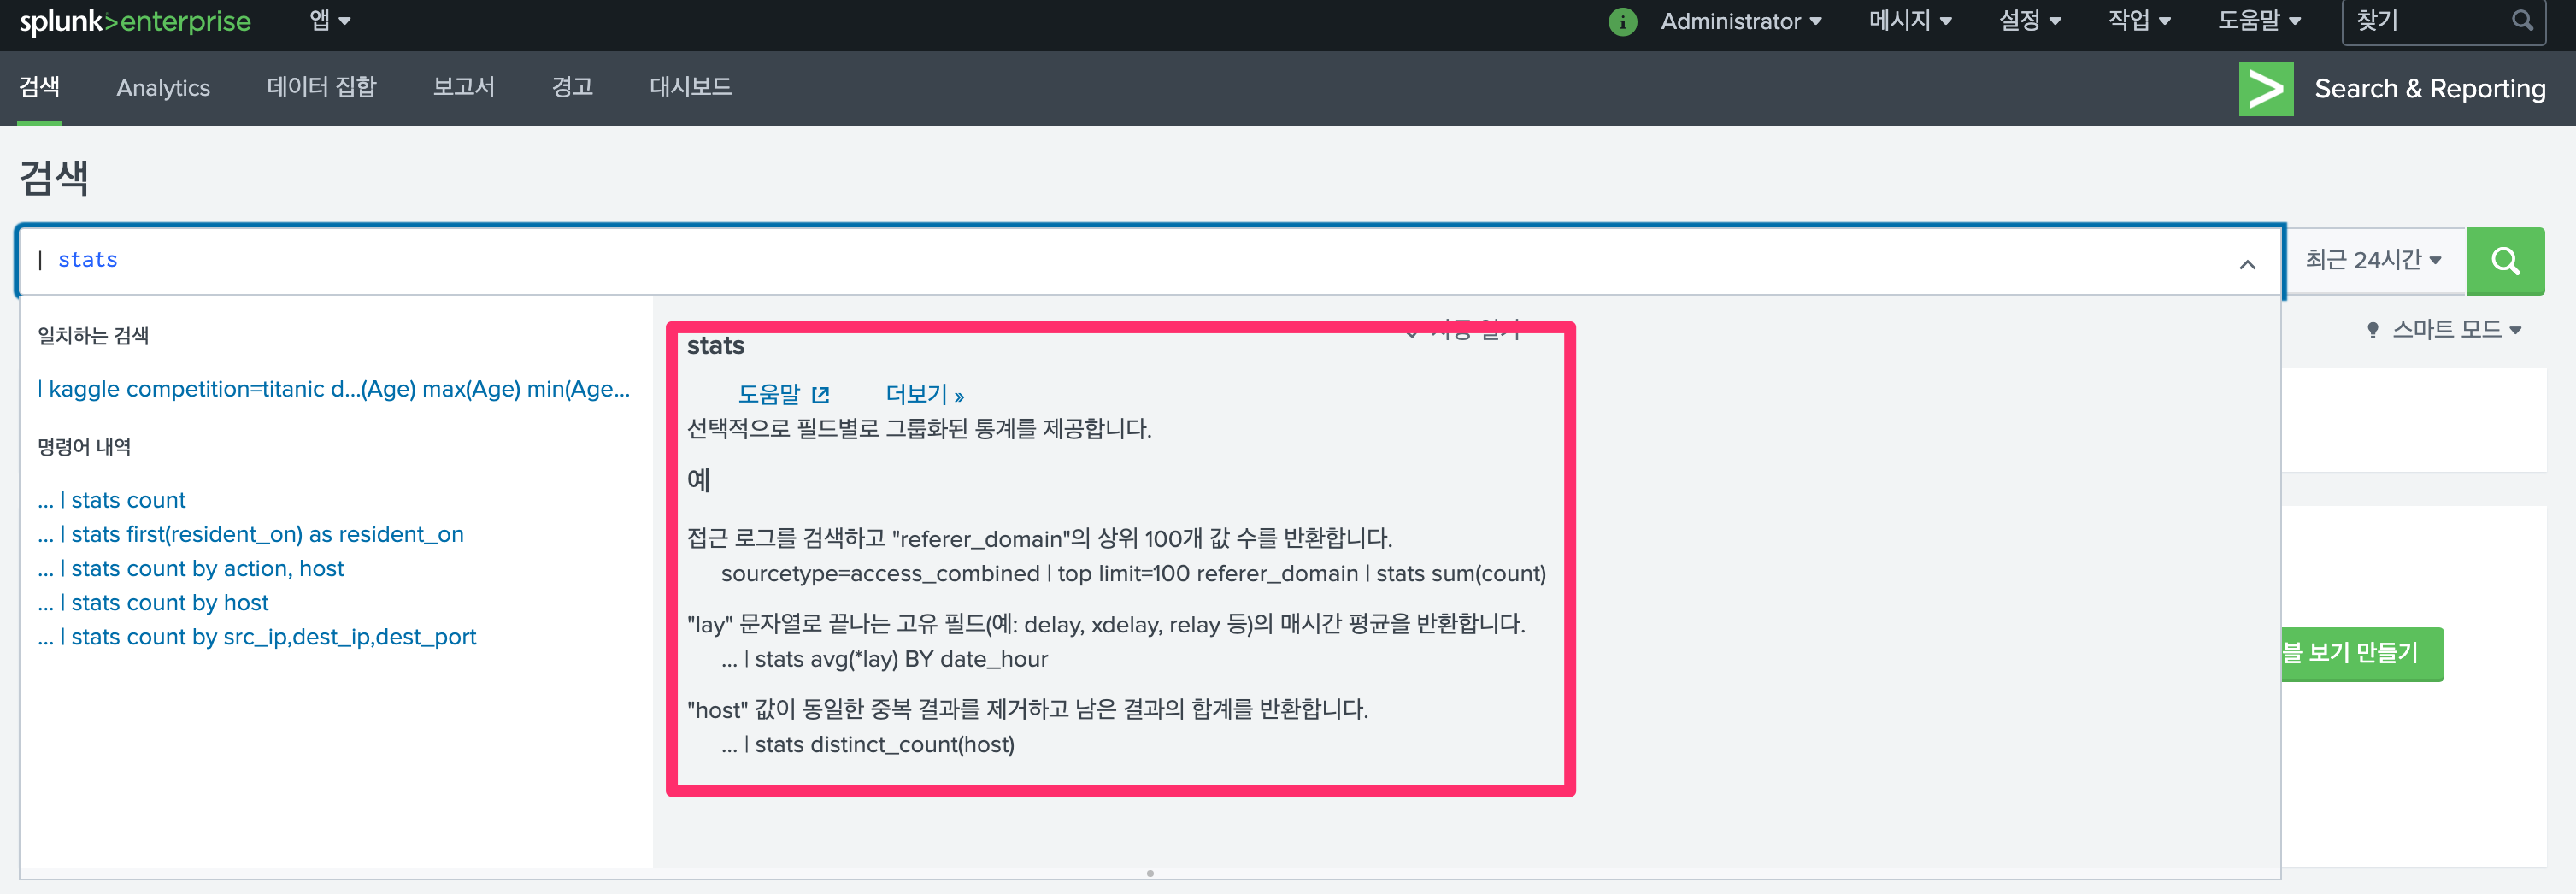 splunk>enterprise 앱 Administrator 메시지 설정 작업 도움말 찾기
검색 Analytics 데이터 집합 보고서 경고 대시보드 Search & Reporting
검색
| stats 최근 24시간
일치하는 검색
| kaggle competition=titanic d...(Age) max(Age) min(Age...
명령어 내역
... | stats count
... | stats first(resident_on) as resident_on
... | stats count by action, host
... | stats count by host
... | stats count by src_ip,dest_ip,dest_port
stats
도움말 더보기 »
선택적으로 필드별로 그룹화된 통계를 제공합니다.
예
접근 로그를 검색하고 "referer_domain"의 상위 100개 값 수를 반환합니다.
sourcetype=access_combined | top limit=100 referer_domain | stats sum(count)
"lay" 문자열로 끝나는 고유 필드(예: delay, xdelay, relay 등)의 매시간 평균을 반환합니다.
... | stats avg(*lay) BY date_hour
"host" 값이 동일한 중복 결과를 제거하고 남은 결과의 합계를 반환합니다.
... | stats distinct_count(host)
스마트 모드
보기 만들기